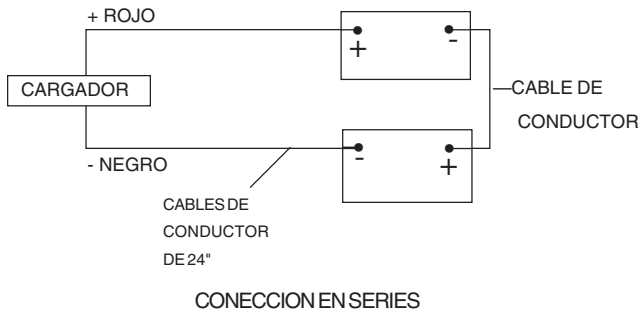 + ROJO
+
-
CARGADOR
CABLE DE
CONDUCTOR
- NEGRO
-
+
CABLES DE
CONDUCTOR
DE 24"
CONECCION EN SERIES